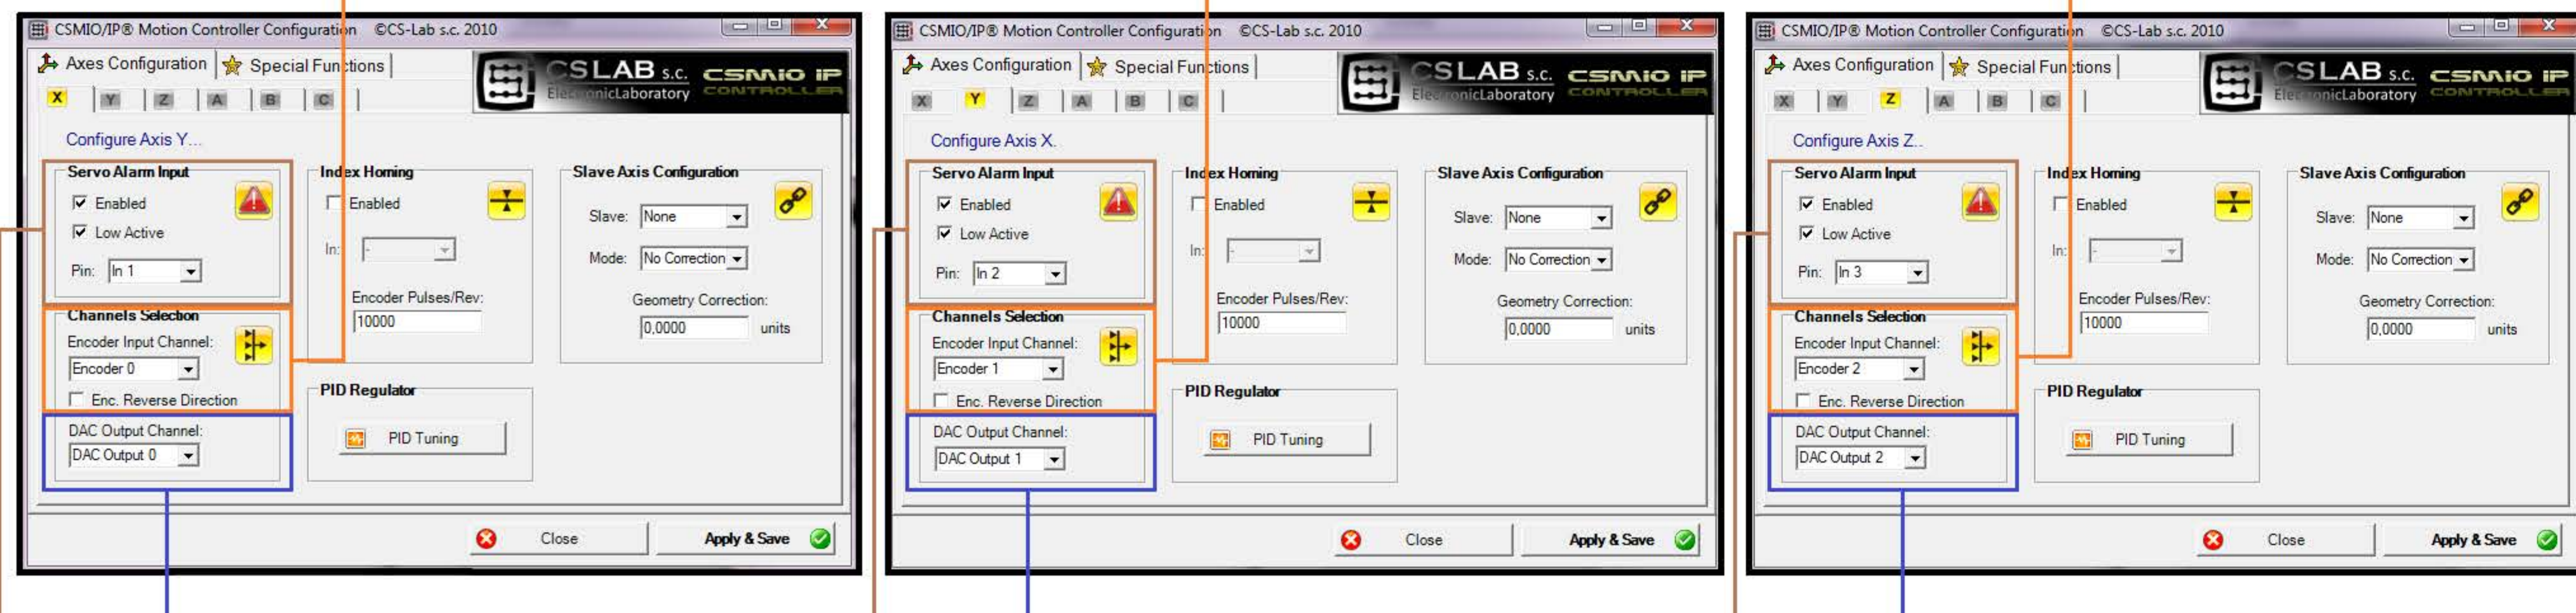 CSMIO/IP® Motion Controller Configuration ©CS-Lab s.c. 2010
Axes Configuration
Special Functions
CSLAB s.c.
ElectronicLaboratory
CSMIO IP
CONTROLLER
X Y Z A B C
Configure Axis Y...
Servo Alarm Input
Enabled
Low Active
Pin: In 1
Index Homing
Enabled
In: -
Encoder Pulses/Rev:
10000
Slave Axis Configuration
Slave: None
Mode: No Correction
Geometry Correction:
0,0000 units
Channels Selection
Encoder Input Channel:
Encoder 0
Enc. Reverse Direction
DAC Output Channel:
DAC Output 0
PID Regulator
PID Tuning
Close
Apply & Save
CSMIO/IP® Motion Controller Configuration ©CS-Lab s.c. 2010
Axes Configuration
Special Functions
CSLAB s.c.
ElectronicLaboratory
CSMIO IP
CONTROLLER
X Y Z A B C
Configure Axis X.
Servo Alarm Input
Enabled
Low Active
Pin: In 2
Index Homing
Enabled
In: -
Encoder Pulses/Rev:
10000
Slave Axis Configuration
Slave: None
Mode: No Correction
Geometry Correction:
0,0000 units
Channels Selection
Encoder Input Channel:
Encoder 1
Enc. Reverse Direction
DAC Output Channel:
DAC Output 1
PID Regulator
PID Tuning
Close
Apply & Save
CSMIO/IP® Motion Controller Configuration ©CS-Lab s.c. 2010
Axes Configuration
Special Functions
CSLAB s.c.
ElectronicLaboratory
CSMIO IP
CONTROLLER
X Y Z A B C
Configure Axis Z..
Servo Alarm Input
Enabled
Low Active
Pin: In 3
Index Homing
Enabled
In: -
Encoder Pulses/Rev:
10000
Slave Axis Configuration
Slave: None
Mode: No Correction
Geometry Correction:
0,0000 units
Channels Selection
Encoder Input Channel:
Encoder 2
Enc. Reverse Direction
DAC Output Channel:
DAC Output 2
PID Regulator
PID Tuning
Close
Apply & Save